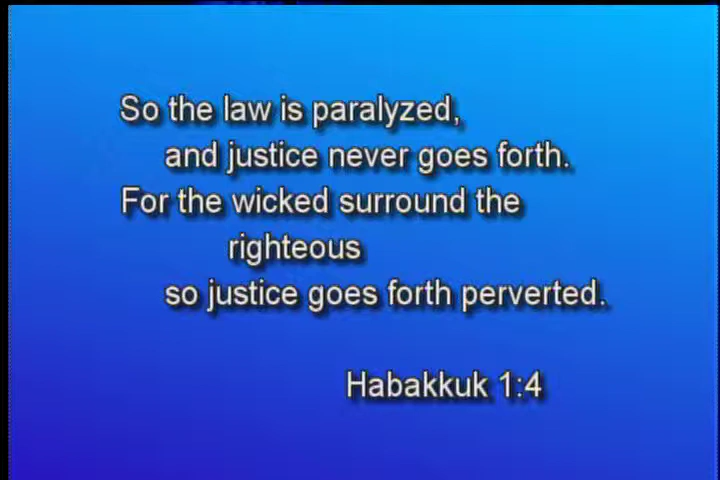 So the law is paralyzed,
and justice never goes forth.
For the wicked surround the
righteous
so justice goes forth perverted.
Habakkuk 1:4